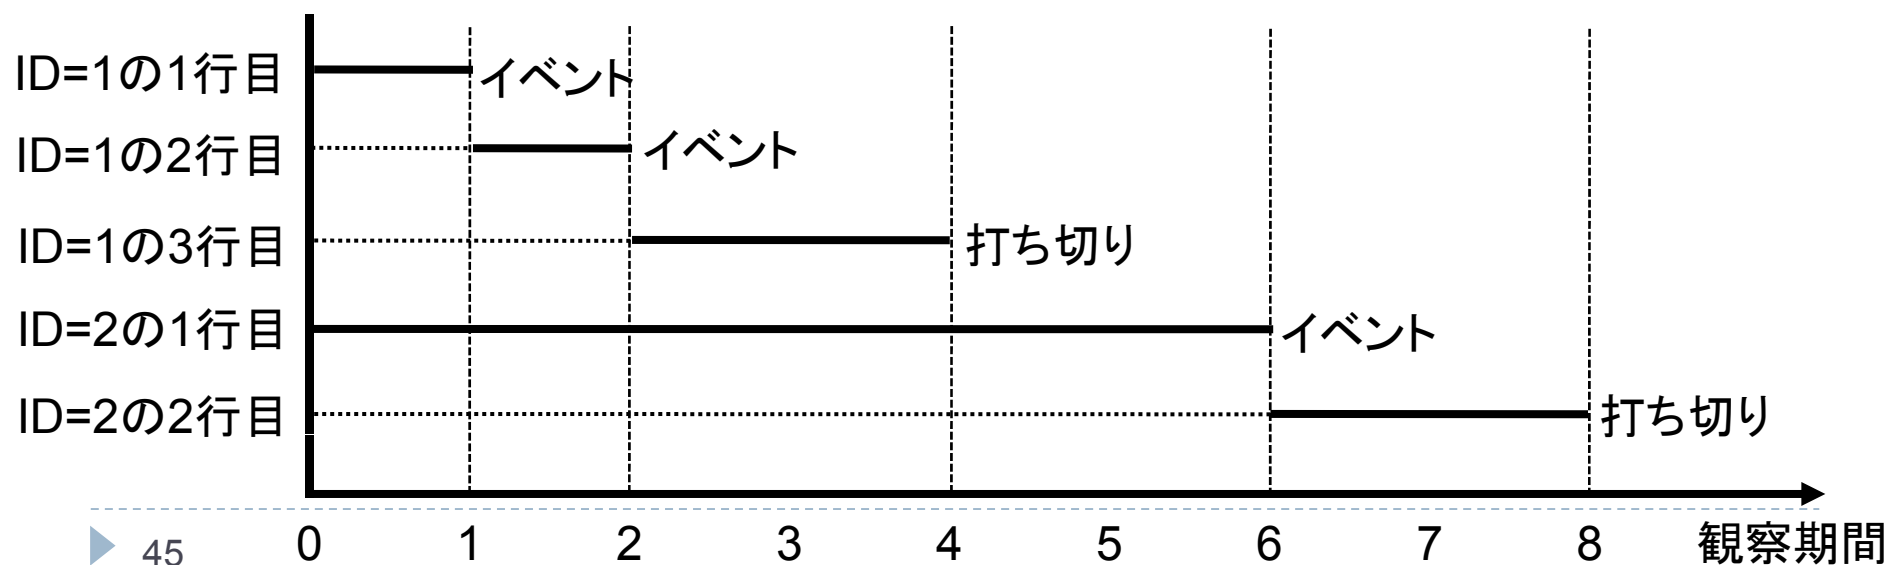 ID=1の1行目
イベント
ID=1の2行目
イベント
ID=1の3行目
打ち切り
ID=2の1行目
イベント
ID=2の2行目
打ち切り
0 1 2 3 4 5 6 7 8 観察期間
45